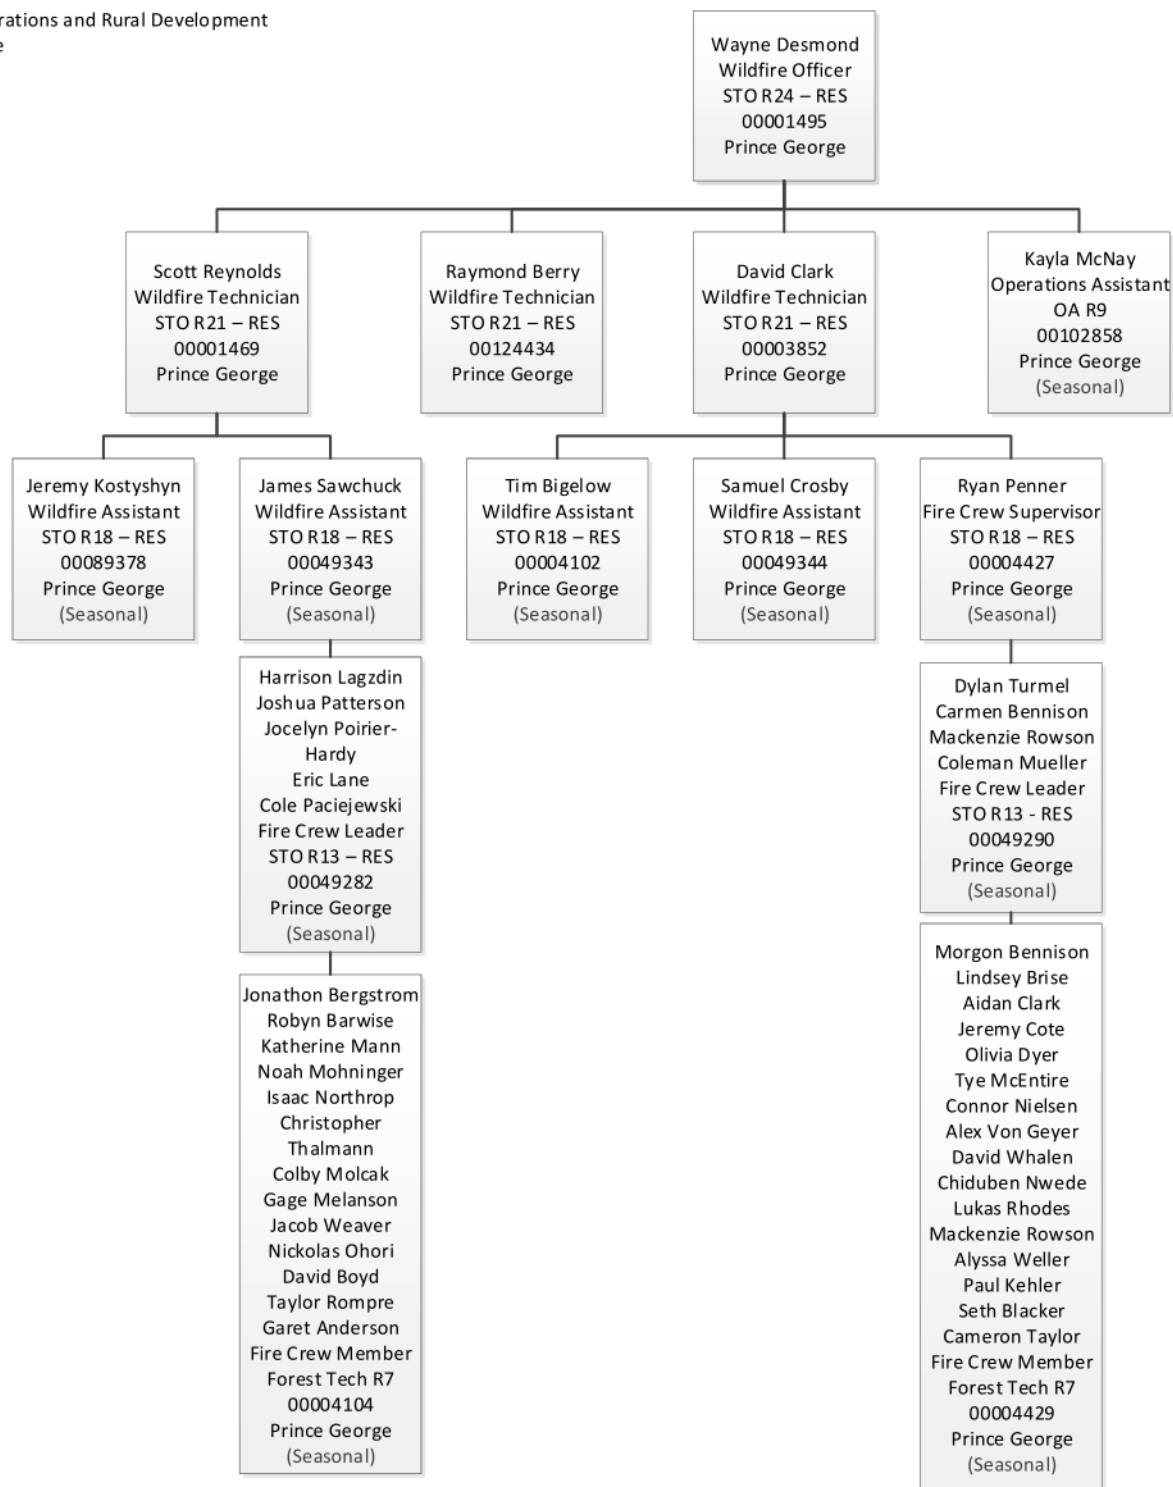 rations and Rural Development
e
Wayne Desmond
Wildfire Officer
STO R24 – RES
00001495
Prince George
Scott Reynolds
Wildfire Technician
STO R21 – RES
00001469
Prince George
Raymond Berry
Wildfire Technician
STO R21 – RES
00124434
Prince George
David Clark
Wildfire Technician
STO R21 – RES
00003852
Prince George
Kayla McNay
Operations Assistant
OA R9
00102858
Prince George
(Seasonal)
Jeremy Kostyshyn
Wildfire Assistant
STO R18 – RES
00089378
Prince George
(Seasonal)
James Sawchuck
Wildfire Assistant
STO R18 – RES
00049343
Prince George
(Seasonal)
Tim Bigelow
Wildfire Assistant
STO R18 – RES
00004102
Prince George
(Seasonal)
Samuel Crosby
Wildfire Assistant
STO R18 – RES
00049344
Prince George
(Seasonal)
Ryan Penner
Fire Crew Supervisor
STO R18 – RES
00004427
Prince George
(Seasonal)
Harrison Lagzdin
Joshua Patterson
Jocelyn Poirier-
Hardy
Eric Lane
Cole Paciejewski
Fire Crew Leader
STO R13 – RES
00049282
Prince George
(Seasonal)
Dylan Turmel
Carmen Bennison
Mackenzie Rowson
Coleman Mueller
Fire Crew Leader
STO R13 - RES
00049290
Prince George
(Seasonal)
Jonathon Bergstrom
Robyn Barwise
Katherine Mann
Noah Mohninger
Isaac Northrop
Christopher
Thalmann
Colby Molcak
Gage Melanson
Jacob Weaver
Nickolas Ohori
David Boyd
Taylor Rompre
Garet Anderson
Fire Crew Member
Forest Tech R7
00004104
Prince George
(Seasonal)
Morgon Bennison
Lindsey Brise
Aidan Clark
Jeremy Cote
Olivia Dyer
Tye McEntire
Connor Nielsen
Alex Von Geyer
David Whalen
Chiduben Nwede
Lukas Rhodes
Mackenzie Rowson
Alyssa Weller
Paul Kehler
Seth Blacker
Cameron Taylor
Fire Crew Member
Forest Tech R7
00004429
Prince George
(Seasonal)